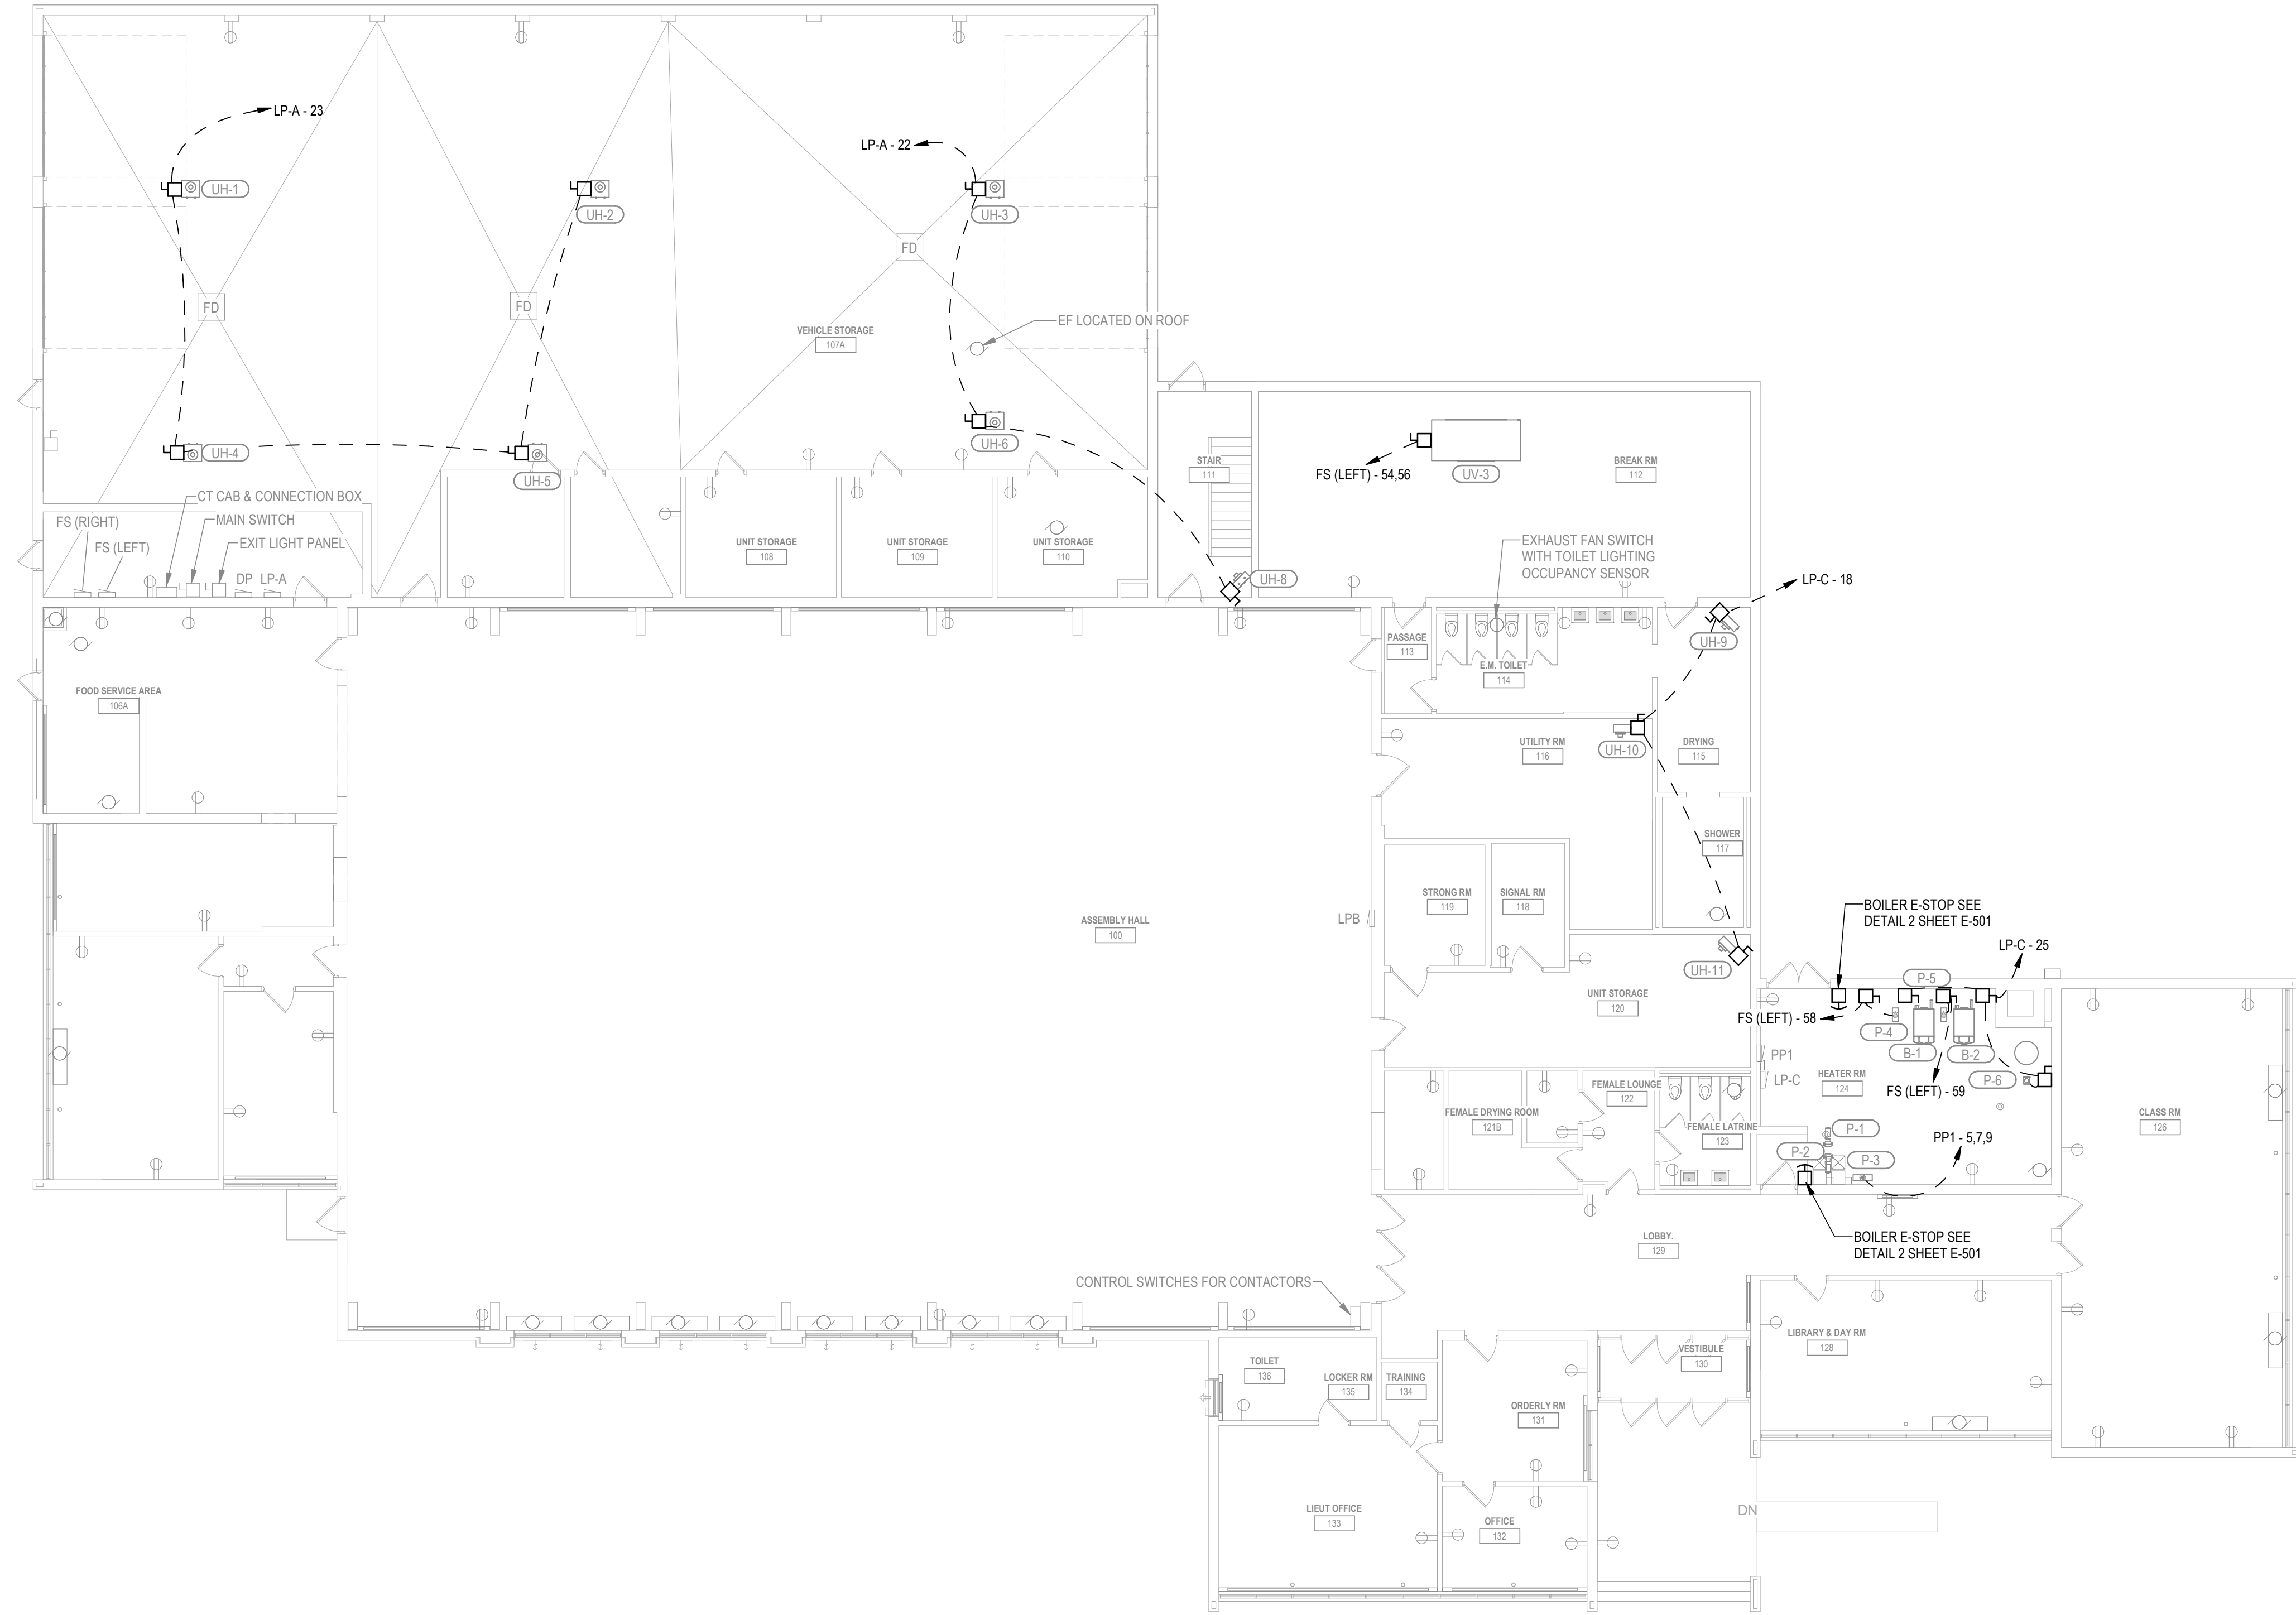 LP-A - 23
LP-A - 22
UH-1
UH-2
UH-3
FD
FD
FD
EF LOCATED ON ROOF
VEHICLE STORAGE
107A
UH-4
UH-5
UH-6
STAIR
111
FS (LEFT) - 54,56
UV-3
BREAK RM
112
CT CAB & CONNECTION BOX
MAIN SWITCH
EXIT LIGHT PANEL
FS (RIGHT)
FS (LEFT)
DP
LP-A
UNIT STORAGE
108
UNIT STORAGE
109
UNIT STORAGE
110
UH-8
EXHAUST FAN SWITCH
WITH TOILET LIGHTING
OCCUPANCY SENSOR
LP-C - 18
PASSAGE
113
E.M. TOILET
114
UH-9
FOOD SERVICE AREA
106A
UTILITY RM
116
UH-10
DRYING
115
SHOWER
117
STRONG RM
119
SIGNAL RM
118
LPB
ASSEMBLY HALL
100
BOILER E-STOP SEE
DETAIL 2 SHEET E-501
LP-C - 25
UH-11
P-5
UNIT STORAGE
120
FS (LEFT) - 58
P-4
B-1
B-2
PP1
LP-C
HEATER RM
124
P-6
FS (LEFT) - 59
FEMALE LOUNGE
122
FEMALE DRYING ROOM
121B
FEMALE LATRINE
123
CLASS RM
126
P-1
P-2
P-3
PP1 - 5,7,9
LOBBY.
129
BOILER E-STOP SEE
DETAIL 2 SHEET E-501
CONTROL SWITCHES FOR CONTACTORS
LIBRARY & DAY RM
128
VESTIBULE
130
TOILET
136
LOCKER RM
135
TRAINING
134
ORDERLY RM
131
LIEUT OFFICE
133
OFFICE
132
DN